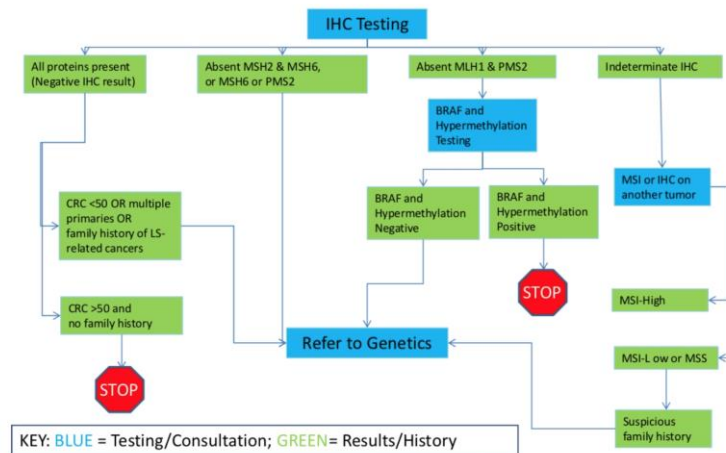 IHC Testing
All proteins present
(Negative IHC result)
Absent MSH2 & MSH6,
or MSH6 or PMS2
Absent MLH1 & PMS2
Indeterminate IHC
BRAF and
Hypermethylation
Testing
MSI or IHC on
another tumor
CRC <50 OR multiple
primaries OR
family history of LS-
related cancers
BRAF and
Hypermethylation
Negative
BRAF and
Hypermethylation
Positive
STOP
MSI-High
CRC >50 and
no family history
Refer to Genetics
MSI-L ow or MSS
STOP
Suspicious
family history
KEY: BLUE = Testing/Consultation; GREEN= Results/History